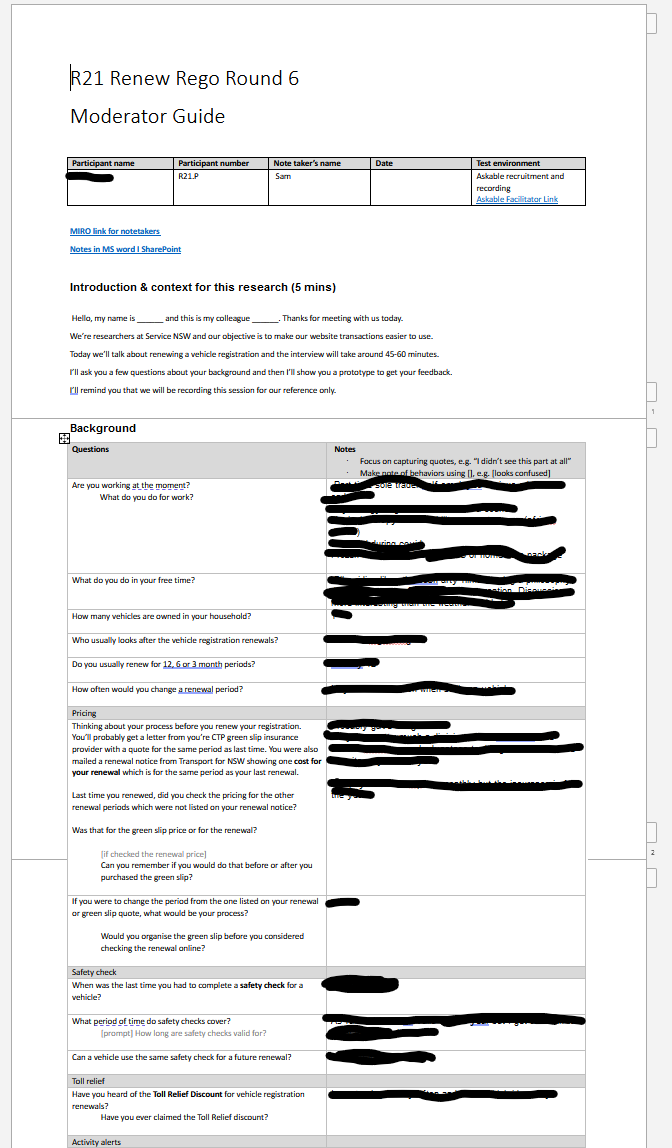 R21 Renew Rego Round 6
Moderator Guide
Participant name Participant number Note taker's name Date Test environment
R21.P Sam Askable recruitment and
recording
Askable Facilitator Link
MIRO link for notetakers
Notes in MS word I SharePoint
Introduction & context for this research (5 mins)
Hello, my name is ______ and this is my colleague ______. Thanks for meeting with us today.
We're researchers at Service NSW and our objective is to make our website transactions easier to use.
Today we'll talk about renewing a vehicle registration and the interview will take around 45-60 minutes.
I'll ask you a few questions about your background and then I'll show you a prototype to get your feedback.
I'll remind you that we will be recording this session for our reference only.
1
Background
Questions Notes
· Focus on capturing quotes, e.g. "I didn't see this part at all"
· Make note of behaviors using [], e.g. [looks confused]
Are you working at the moment?
What do you do for work?
sole trader
during covid
package
What do you do in your free time?
How many vehicles are owned in your household?
Who usually looks after the vehicle registration renewals?
Do you usually renew for 12, 6 or 3 month periods?
How often would you change a renewal period?
Pricing
Thinking about your process before you renew your registration.
You'll probably get a letter from you're CTP green slip insurance
provider with a quote for the same period as last time. You were also
mailed a renewal notice from Transport for NSW showing one cost for
your renewal which is for the same period as your last renewal.
Last time you renewed, did you check the pricing for the other
renewal periods which were not listed on your renewal notice?
Was that for the green slip price or for the renewal?
[if checked the renewal price]
Can you remember if you would do that before or after you
purchased the green slip?
2
If you were to change the period from the one listed on your renewal
or green slip quote, what would be your process?
Would you organise the green slip before you considered
checking the renewal online?
Safety check
When was the last time you had to complete a safety check for a
vehicle?
What period of time do safety checks cover?
[prompt] How long are safety checks valid for?
Can a vehicle use the same safety check for a future renewal?
Toll relief
Have you heard of the Toll Relief Discount for vehicle registration
renewals?
Have you ever claimed the Toll Relief discount?
Activity alerts